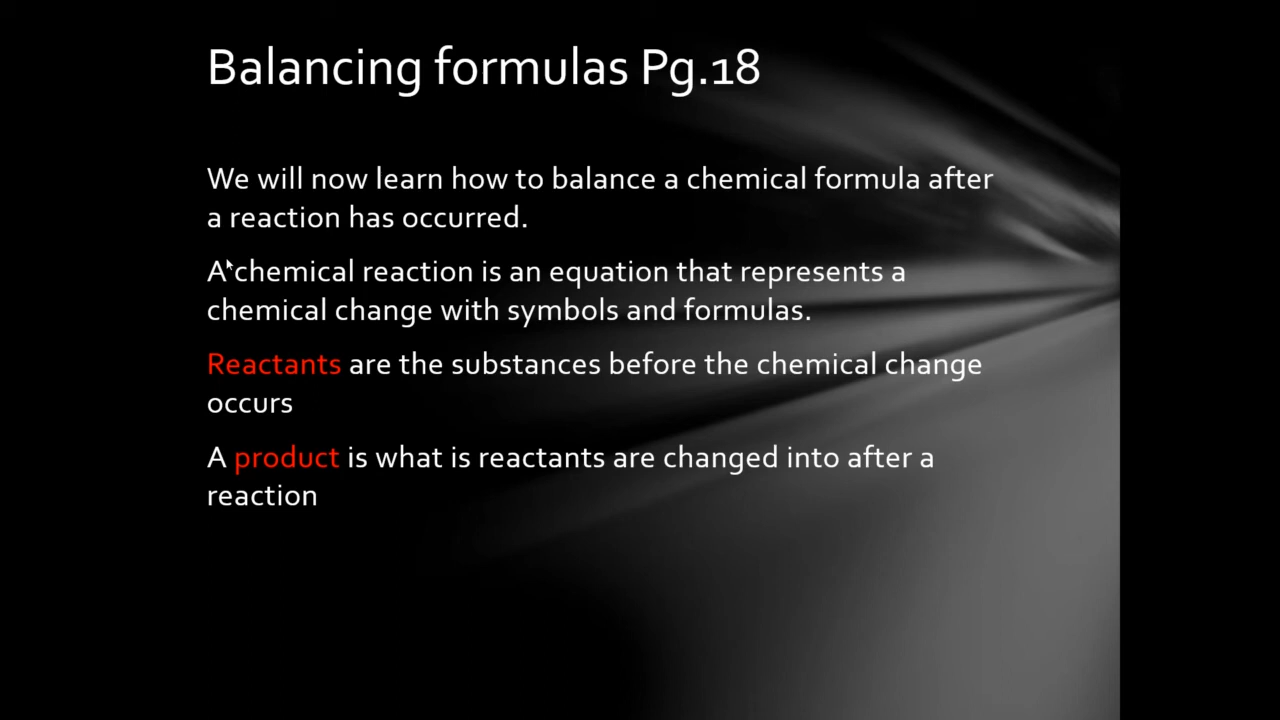 Balancing formulas Pg.18
We will now learn how to balance a chemical formula after
a reaction has occurred.
A chemical reaction is an equation that represents a
chemical change with symbols and formulas.
Reactants are the substances before the chemical change
occurs
A product is what is reactants are changed into after a
reaction